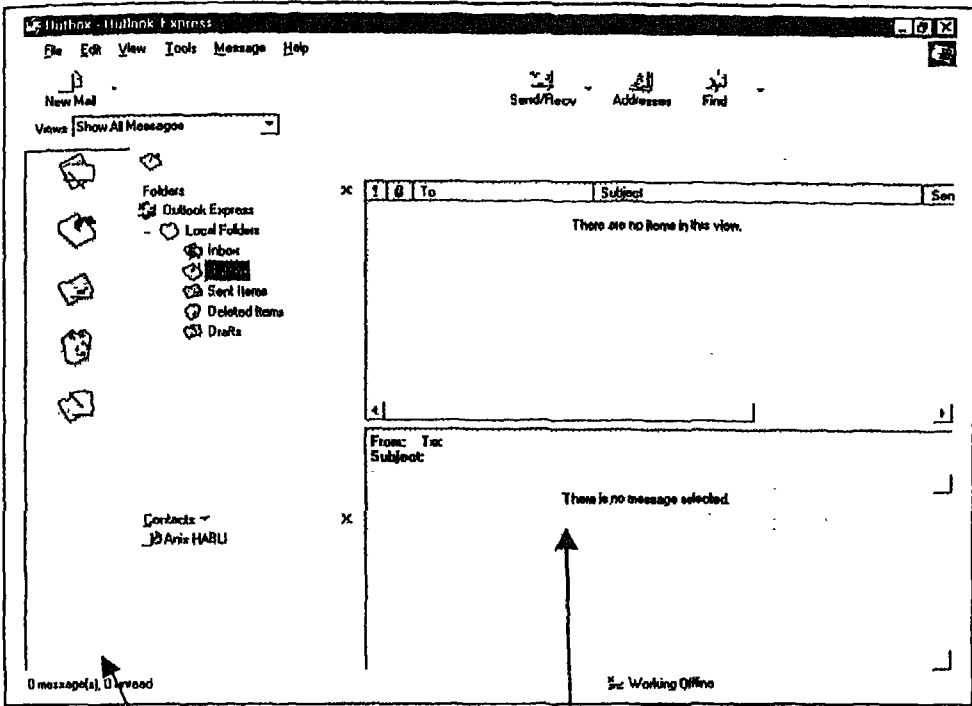 Outbox - Outlook Express
File Edit View Tools Message Help
New Mail Send/Recv Addresses Find
Views Show All Messages
Folders
Outlook Express
Local Folders
Inbox
Sent Items
Deleted Items
Drafts
Contacts
Anis HABLI
! To Subject Sen
There are no items in this view.
From: To:
Subject:
There is no message selected.
0 message(s), 0 unread Working Offline